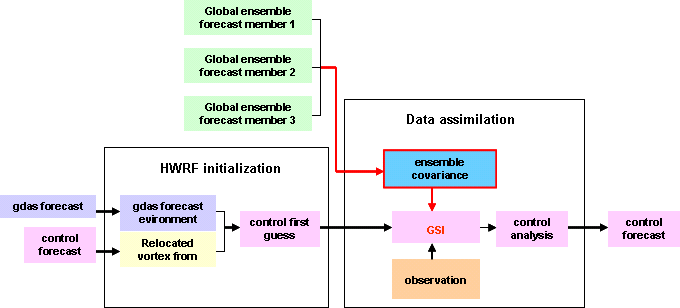 Global ensemble
forecast member 1
Global ensemble
forecast member 2
Global ensemble
forecast member 3
Data assimilation
HWRF initialization
ensemble
covariance
gdas forecast
gdas forecast
evironment
control
forecast
Relocated
vortex from
control first
guess
GSI
control
analysis
control
forecast
observation